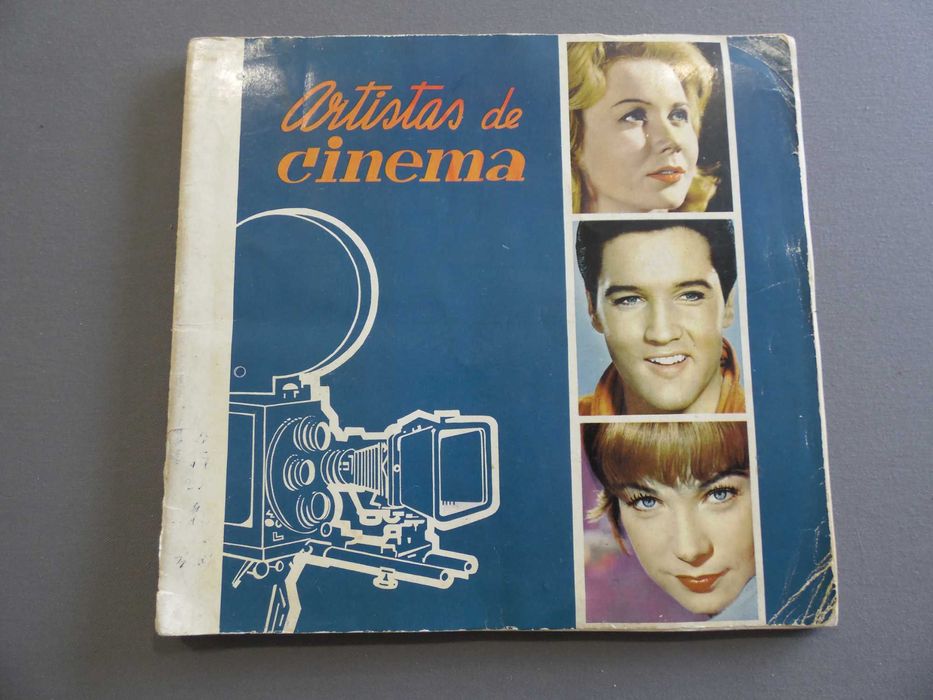 Artistas de
cinema